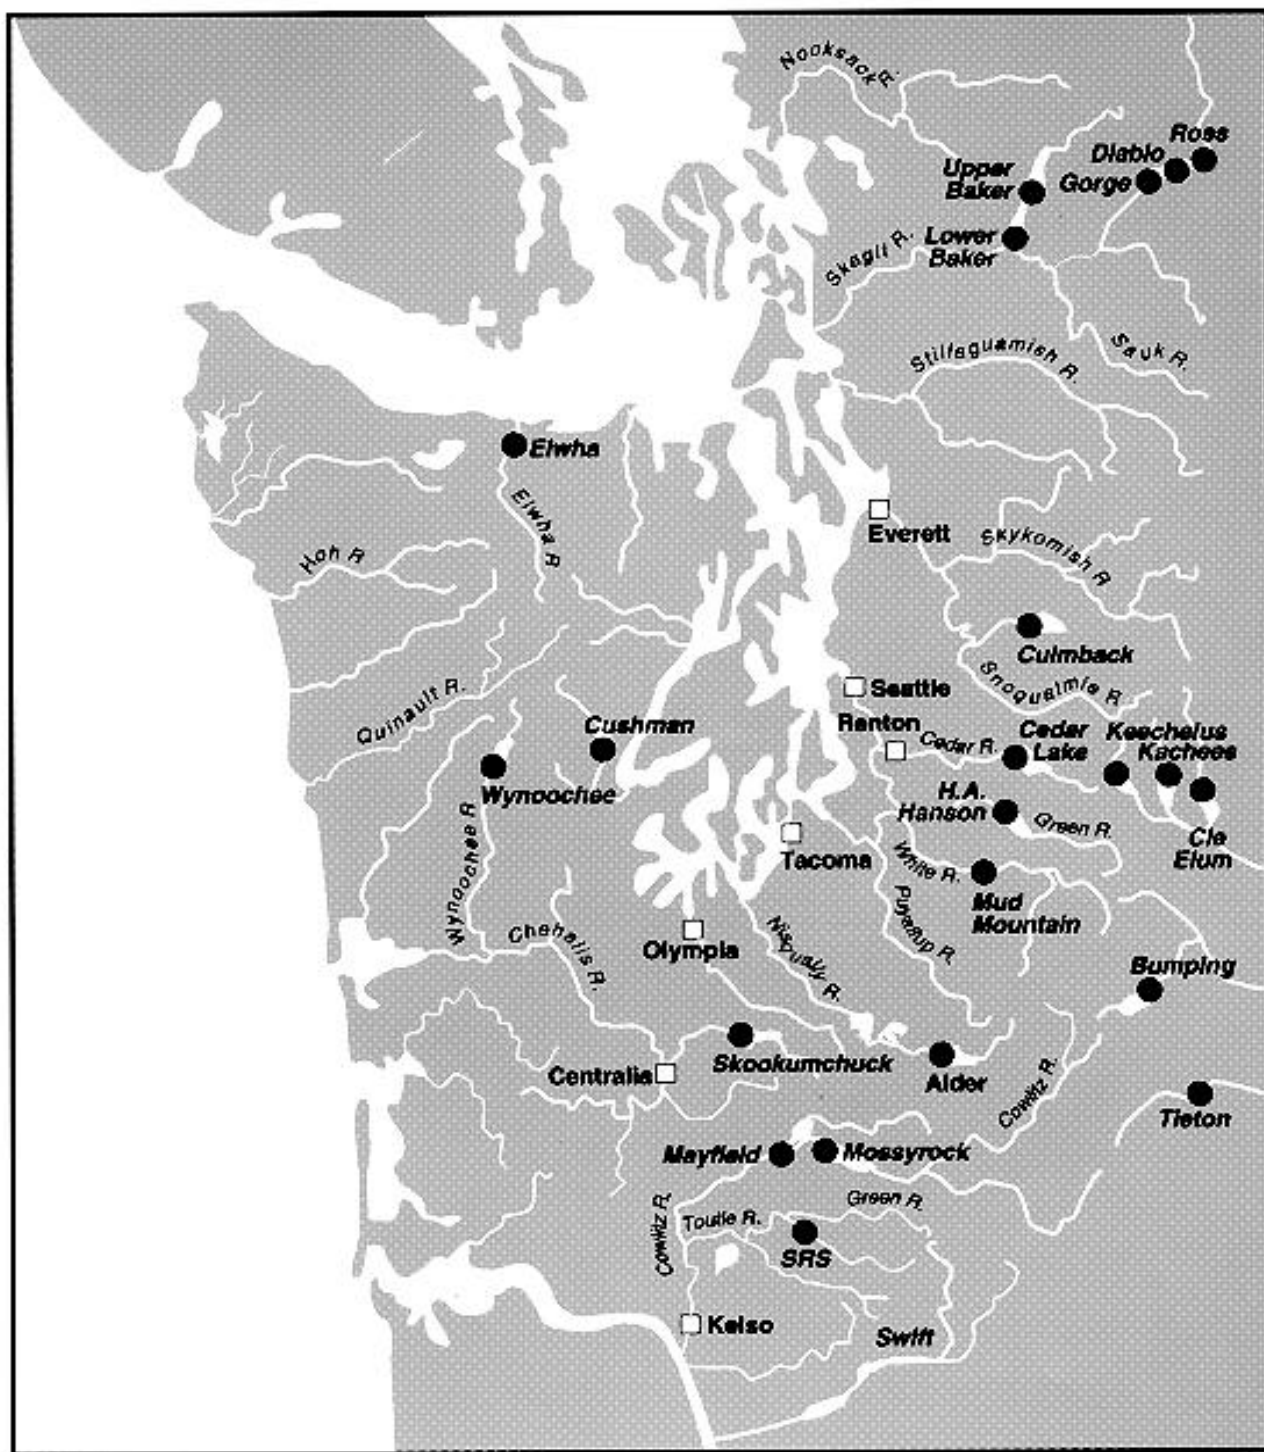 Nooksack R.
Ross
Diablo
Gorge
Upper
Baker
Lower
Baker
Skagit R.
Sauk R.
Stillaguamish R.
Elwha
Elwha R
Everett
Skykomish R
Hoh R
Culmback
Snoqualmie R
Seattle
Quinault R.
Renton
Cushman
Cedar R.
Cedar
Lake
Keechelus
Kachees
Wynoochee
H.A.
Hanson
Green R.
Cle
Elum
Wynoochee R
Tacoma
White R.
Mud
Mountain
Puyallup R.
Chehalis R.
Olympia
Nisqually R.
Bumping
Skookumchuck
Centralia
Alder
Cowlitz R.
Tieton
Mayfield
Mossyrock
Cowlitz R.
Toutle R.
Green R.
SRS
Kelso
Swift